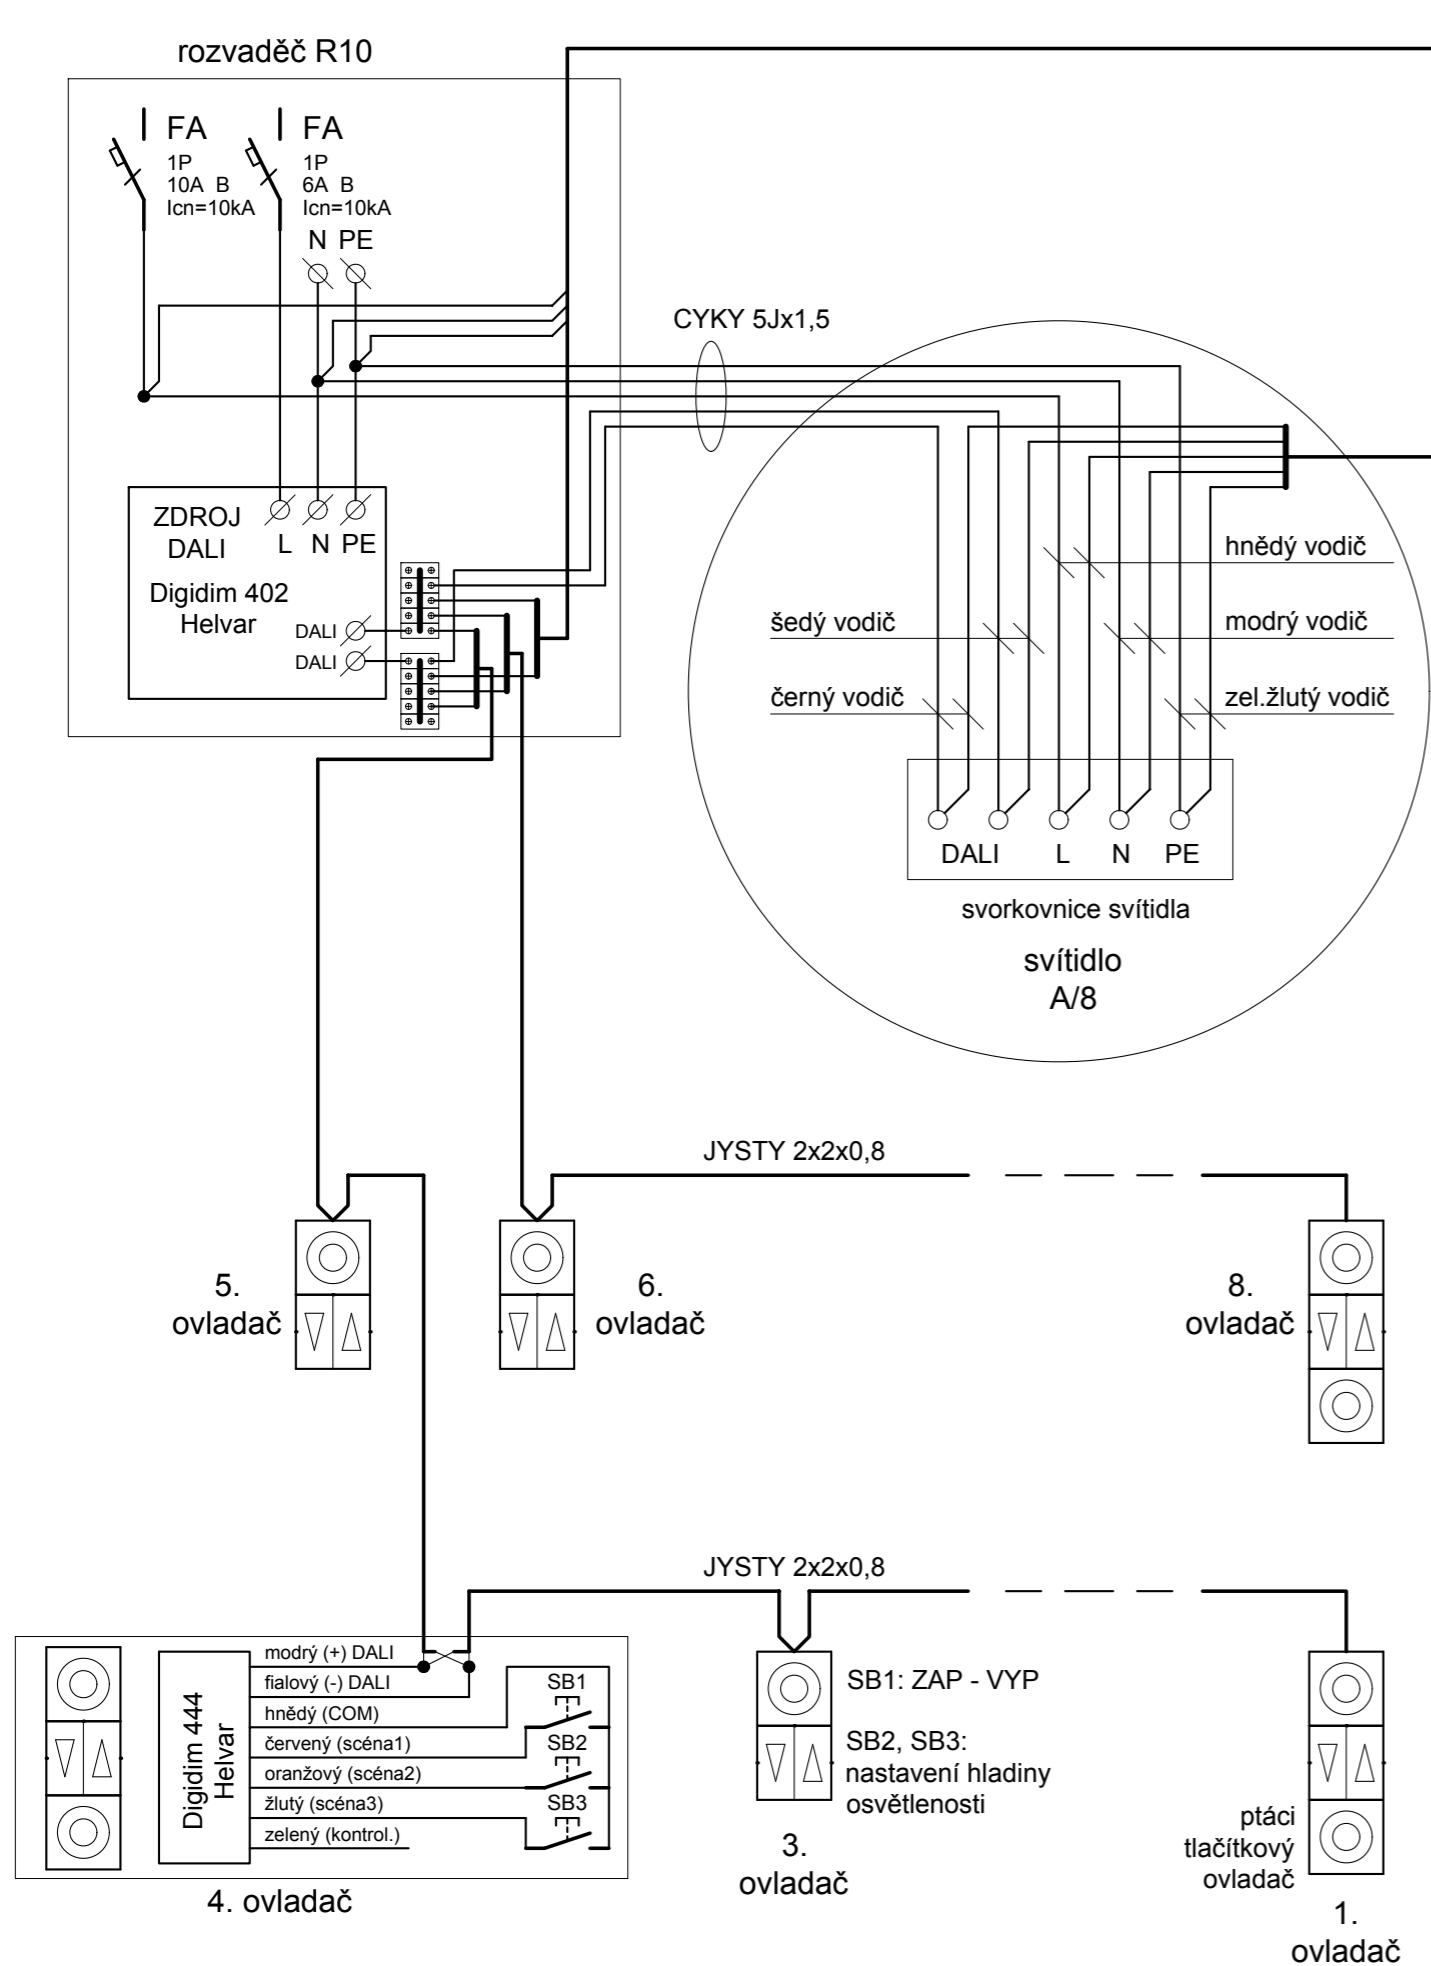 rozvaděč R10
FA
1P
10A B
Icn=10kA
FA
1P
6A B
Icn=10kA
N PE
CYKY 5Jx1,5
ZDROJ
DALI
L N PE
Digidim 402
Helvar
DALI
DALI
hnědý vodič
šedý vodič
modrý vodič
černý vodič
zel.žlutý vodič
DALI L N PE
svorkovnice svítidla
svítidlo
A/8
JYSTY 2x2x0,8
5.
ovladač
6.
ovladač
8.
ovladač
JYSTY 2x2x0,8
Digidim 444
Helvar
modrý (+) DALI
fialový (-) DALI
hnědý (COM)
červený (scéna1)
oranžový (scéna2)
žlutý (scéna3)
zelený (kontrol.)
SB1
SB2
SB3
4. ovladač
SB1: ZAP - VYP
SB2, SB3:
nastavení hladiny
osvětlenosti
3.
ovladač
ptáci
tlačítkový
ovladač
1.
ovladač